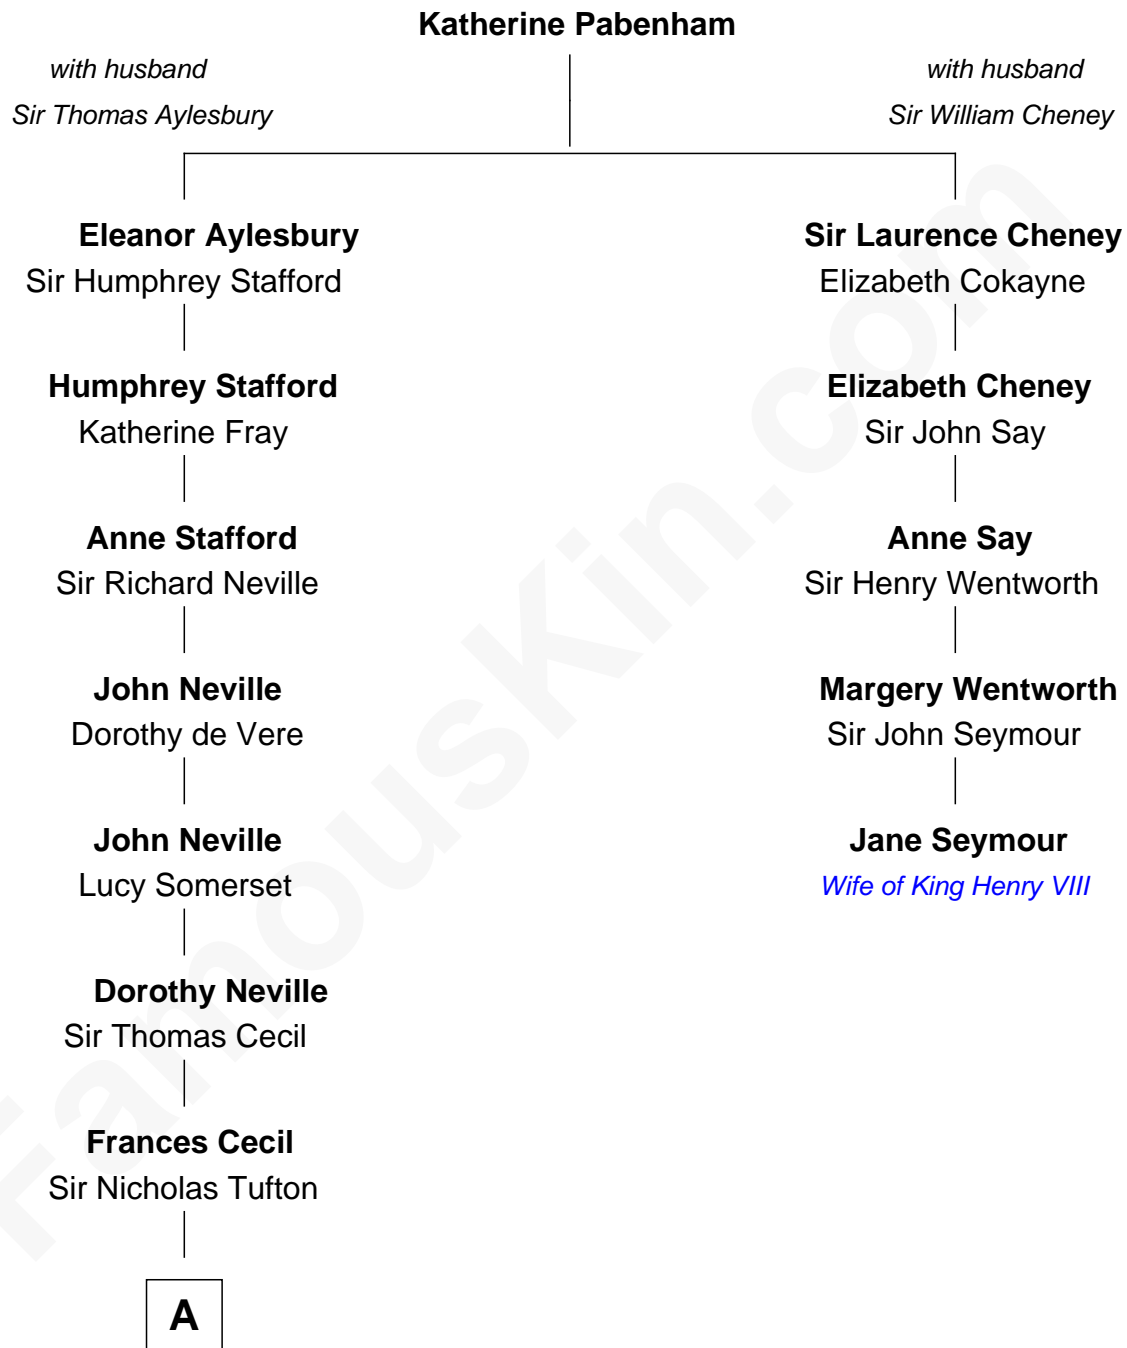 Katherine Pabenham
with husband
Sir Thomas Aylesbury
with husband
Sir William Cheney
Eleanor Aylesbury
Sir Humphrey Stafford
Sir Laurence Cheney
Elizabeth Cokayne
Humphrey Stafford
Katherine Fray
Elizabeth Cheney
Sir John Say
Anne Stafford
Sir Richard Neville
Anne Say
Sir Henry Wentworth
John Neville
Dorothy de Vere
Margery Wentworth
Sir John Seymour
John Neville
Lucy Somerset
Jane Seymour
Wife of King Henry VIII
Dorothy Neville
Sir Thomas Cecil
Frances Cecil
Sir Nicholas Tufton
A
FamousKin.com